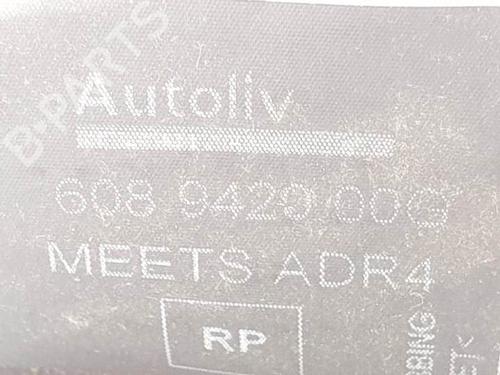 B-PARTS
Autoliv
608 9429 00G
MEETS ADR4
RP